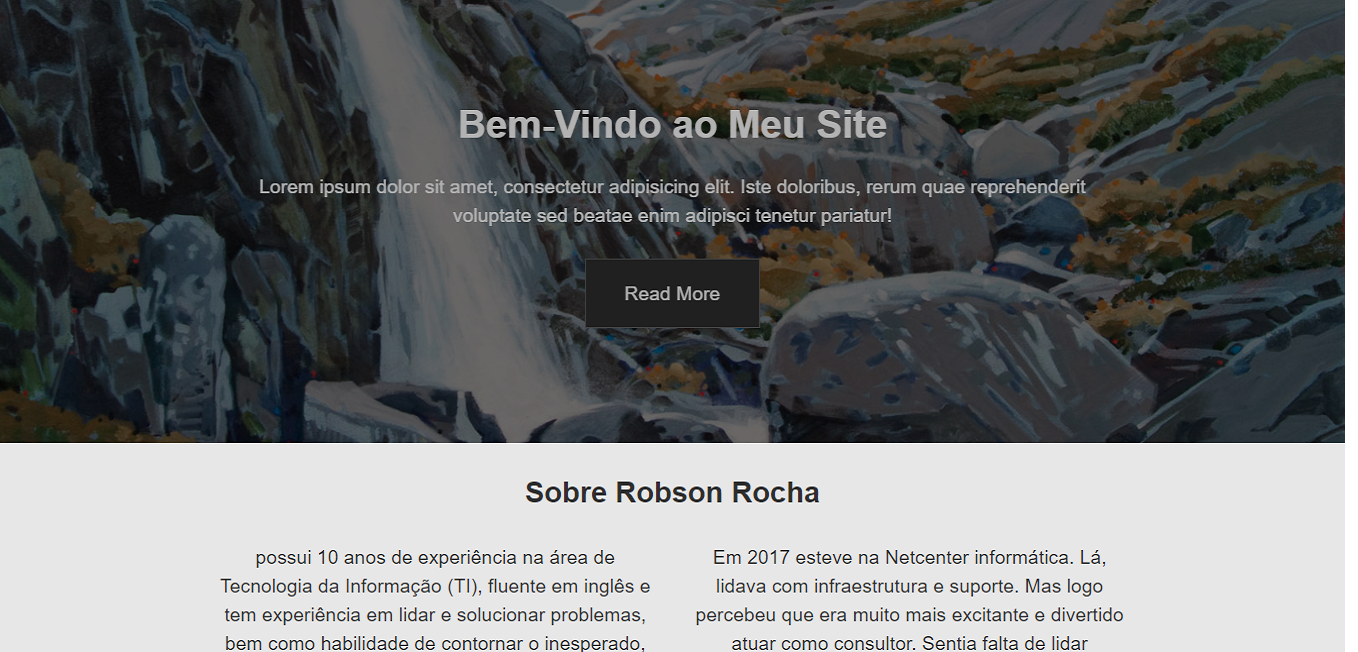 Bem-Vindo ao Meu Site
Lorem ipsum dolor sit amet, consectetur adipisicing elit. Iste doloribus, rerum quae reprehenderit
voluptate sed beatae enim adipisci tenetur pariatur!
Read More
Sobre Robson Rocha
possui 10 anos de experiência na área de
Tecnologia da Informação (TI), fluente em inglês e
tem experiência em lidar e solucionar problemas,
bem como habilidade de contornar o inesperado,
Em 2017 esteve na Netcenter informática. Lá,
lidava com infraestrutura e suporte. Mas logo
percebeu que era muito mais excitante e divertido
atuar como consultor. Sentia falta de lidar